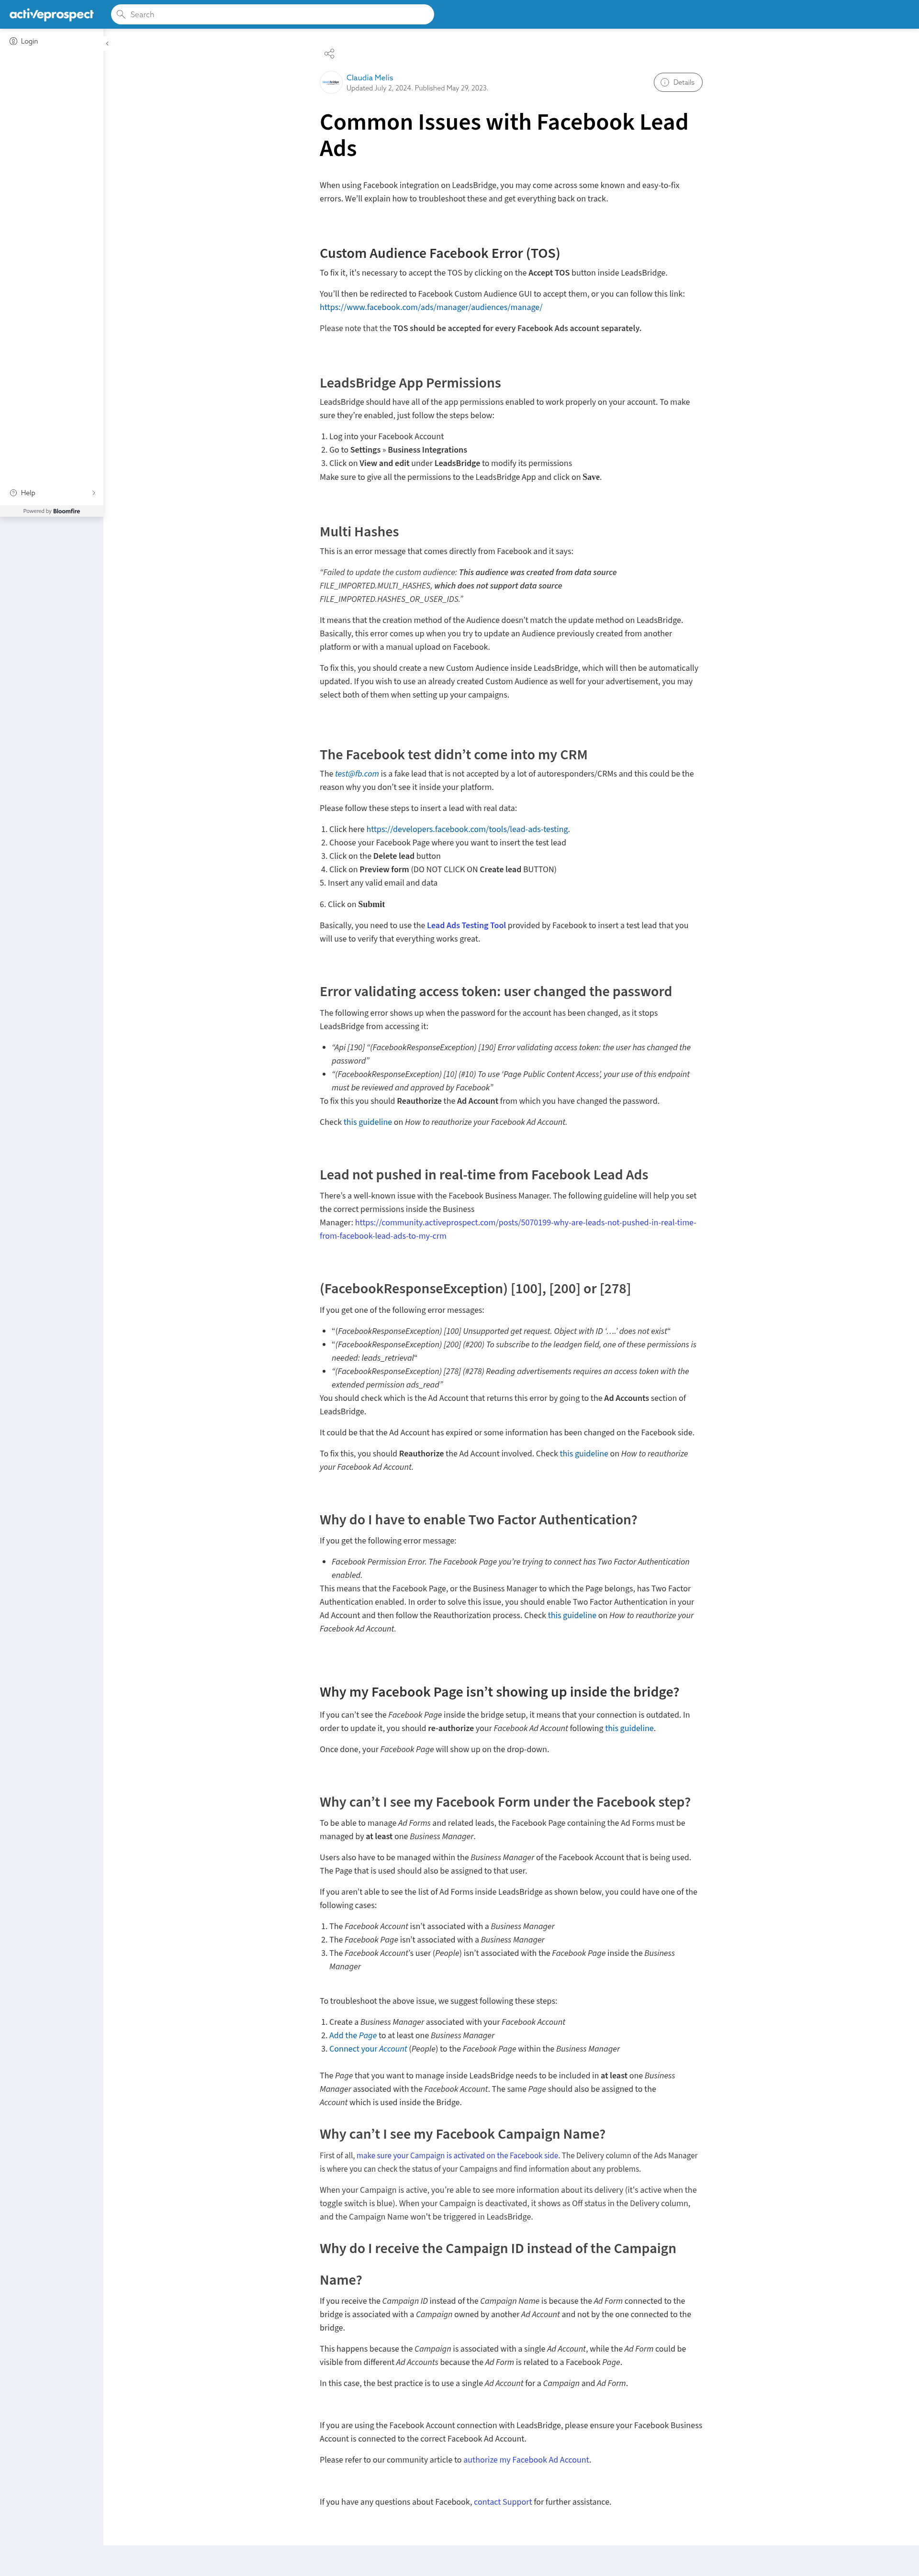 activeprospect
Search
Login
Claudia Melis
Updated July 2, 2024. Published May 29, 2023.
Details
Common Issues with Facebook Lead
Ads
When using Facebook integration on LeadsBridge, you may come across some known and easy-to-fix
errors. We'll explain how to troubleshoot these and get everything back on track.
Custom Audience Facebook Error (TOS)
To fix it, it's necessary to accept the TOS by clicking on the Accept TOS button inside LeadsBridge.
You'll then be redirected to Facebook Custom Audience GUI to accept them, or you can follow this link:
https://www.facebook.com/ads/manager/audiences/manage/
Please note that the TOS should be accepted for every Facbook Ads account separately.
LeadsBridge App Permissions
LeadsBridge should have all of the app permissions enabled to work properly on your account. To make
sure they're enabled, just follow the steps below:
1. Log into your Facebook Account
2. Go to Settings » Business Integrations
3. Click on View and edit under LeadsBridge to modify its permissions
Make sure to give all the permissions to the LeadsBridge App and click on Save.
Help
Powered by Bloomfire
Multi Hashes
This is an error message that comes directly from Facebook and it says:
"Failed to update the custom audience: This audience was created from data source
FILE_IMPORTED.MULTI_HASHES, which does not support data source
FILE_IMPORTED.HASHES_OR_USER_IDS."
It means that the creation method of the Audience doesn't match the update method on LeadsBridge.
Basically, this error comes up when you try to update an Audience previously created from another
platform or with a manual upload on Facebook.
To fix this, you should create a new Custom Audience inside LeadsBridge, which will then be automatically
updated. If you wish to use an already created Custom Audience as well for your advertisement, you may
select both of them when setting up your campaigns.
The Facebook test didn't come into my CRM
The test@fb.com is a fake lead that is not accepted by a lot of autoresponders/CRMs and this could be the
reason why you don't see it inside your platform.
Please follow these steps to insert a lead with real data:
1. Click here https://developers.facebook.com/tools/lead-ads-testing.
2. Choose your Facebook Page where you want to insert the test lead
3. Click on the Delete lead button
4. Click on Preview form (DO NOT CLICK ON Create lead BUTTON)
5. Insert any valid email and data
6. Click on Submit
Basically, you need to use the Lead Ads Testing Tool provided by Facebook to insert a test lead that you
will use to verify that everything works great.
Error validating access token: user changed the password
The following error shows up when the password for the account has been changed, as it stops
LeadsBridge from accessing it:
• "Api [190] "(FacebookResponseException) [190] Error validating access token: the user has changed the
password"
• "(FacebookResponseException) [10] (#10) To use 'Page Public Content Access', your use of this endpoint
must be reviewed and approved by Facebook"
To fix this you should Reauthorize the Ad Account from which you have changed the password.
Check this guideline on How to reauthorize your Facebook Ad Account.
Lead not pushed in real-time from Facebook Lead Ads
There's a well-known issue with the Facebook Business Manager. The following guideline will help you set
the correct permissions inside the Business
Manager: https://community.activeprospect.com/posts/5070199-why-are-leads-not-pushed-in-real-time-
from-facebook-lead-ads-to-my-crm
(FacebookResponseException) [100], [200] or [278]
If you get one of the following error messages:
• "(FacebookResponseException) [100] Unsupported get request. Object with ID '….' does not exist"
• "(FacebookResponseException) [200] (#200) To subscribe to the leadgen field, one of these permissions is
needed: leads_retrieval"
• "(FacebookResponseException) [278] (#278) Reading advertisements requires an access token with the
extended permission ads_read"
You should check which is the Ad Account that returns this error by going to the Ad Accounts section of
LeadsBridge.
It could be that the Ad Account has expired or some information has been changed on the Facebook side.
To fix this, you should Reauthorize the Ad Account involved. Check this guideline on How to reauthorize
your Facebook Ad Account.
Why do I have to enable Two Factor Authentication?
If you get the following error message:
• Facebook Permission Error. The Facebook Page you're trying to connect has Two Factor Authentication
enabled.
This means that the Facebook Page, or the Business Manager to which the Page belongs, has Two Factor
Authentication enabled. In order to solve this issue, you should enable Two Factor Authentication in your
Ad Account and then follow the Reauthorization process. Check this guideline on How to reauthorize your
Facebook Ad Account.
Why my Facebook Page isn't showing up inside the bridge?
If you can't see the Facebook Page inside the bridge setup, it means that your connection is outdated. In
order to update it, you should re-authorize your Facebook Ad Account following this guideline.
Once done, your Facebook Page will show up on the drop-down.
Why can't I see my Facebook Form under the Facebook step?
To be able to manage Ad Forms and related leads, the Facebook Page containing the Ad Forms must be
managed by at least one Business Manager.
Users also have to be managed within the Business Manager of the Facebook Account that is being used.
The Page that is used should also be assigned to that user.
If you aren't able to see the list of Ad Forms inside LeadsBridge as shown below, you could have one of the
following cases:
1. The Facebook Account isn't associated with a Business Manager
2. The Facebook Page isn't associated with a Business Manager
3. The Facebook Account's user (People) isn't associated with the Facebook Page inside the Business
Manager
To troubleshoot the above issue, we suggest following these steps:
1. Create a Business Manager associated with your Facebook Account
2. Add the Page to at least one Business Manager
3. Connect your Account (People) to the Facebook Page within the Business Manager
The Page that you want to manage inside LeadsBridge needs to be included in at least one Business
Manager associated with the Facebook Account. The same Page should also be assigned to the
Account which is used inside the Bridge.
Why can't I see my Facebook Campaign Name?
First of all, make sure your Campaign is activated on the Facebook side. The Delivery column of the Ads Manager
is where you can check the status of your Campaigns and find information about any problems.
When your Campaign is active, you're able to see more information about its delivery (it's active when the
toggle switch is blue). When your Campaign is deactivated, it shows as Off status in the Delivery column,
and the Campaign Name won't be triggered in LeadsBridge.
Why do I receive the Campaign ID instead of the Campaign
Name?
If you receive the Campaign ID instead of the Campaign Name is because the Ad Form connected to the
bridge is associated with a Campaign owned by another Ad Account and not by the one connected to the
bridge.
This happens because the Campaign is associated with a single Ad Account, while the Ad Form could be
visible from different Ad Accounts because the Ad Form is related to a Facebook Page.
In this case, the best practice is to use a single Ad Account for a Campaign and Ad Form.
If you are using the Facebook Account connection with LeadsBridge, please ensure your Facebook Business
Account is connected to the correct Facebook Ad Account.
Please refer to our community article to authorize my Facebook Ad Account.
If you have any questions about Facebook, contact Support for further assistance.